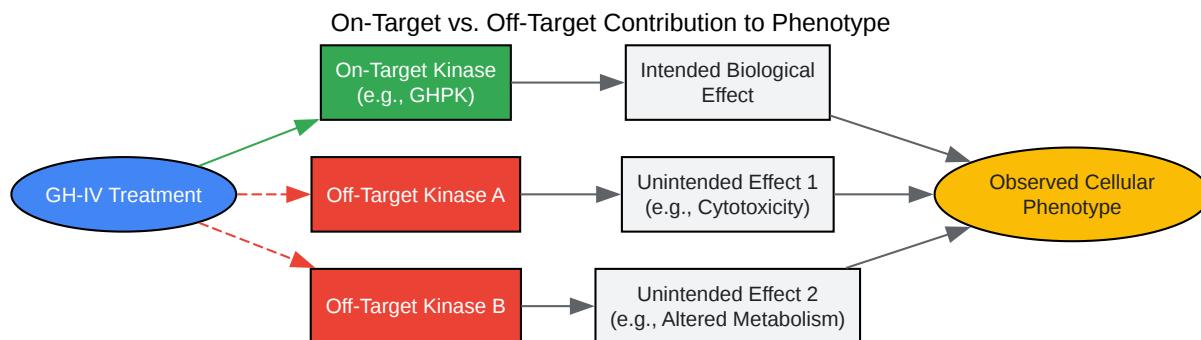 On-Target vs. Off-Target Contribution to Phenotype
On-Target Kinase
(e.g., GHPK)
Intended Biological
Effect
GH-IV Treatment
Off-Target Kinase A
Unintended Effect 1
(e.g., Cytotoxicity)
Observed Cellular
Phenotype
Off-Target Kinase B
Unintended Effect 2
(e.g., Altered Metabolism)